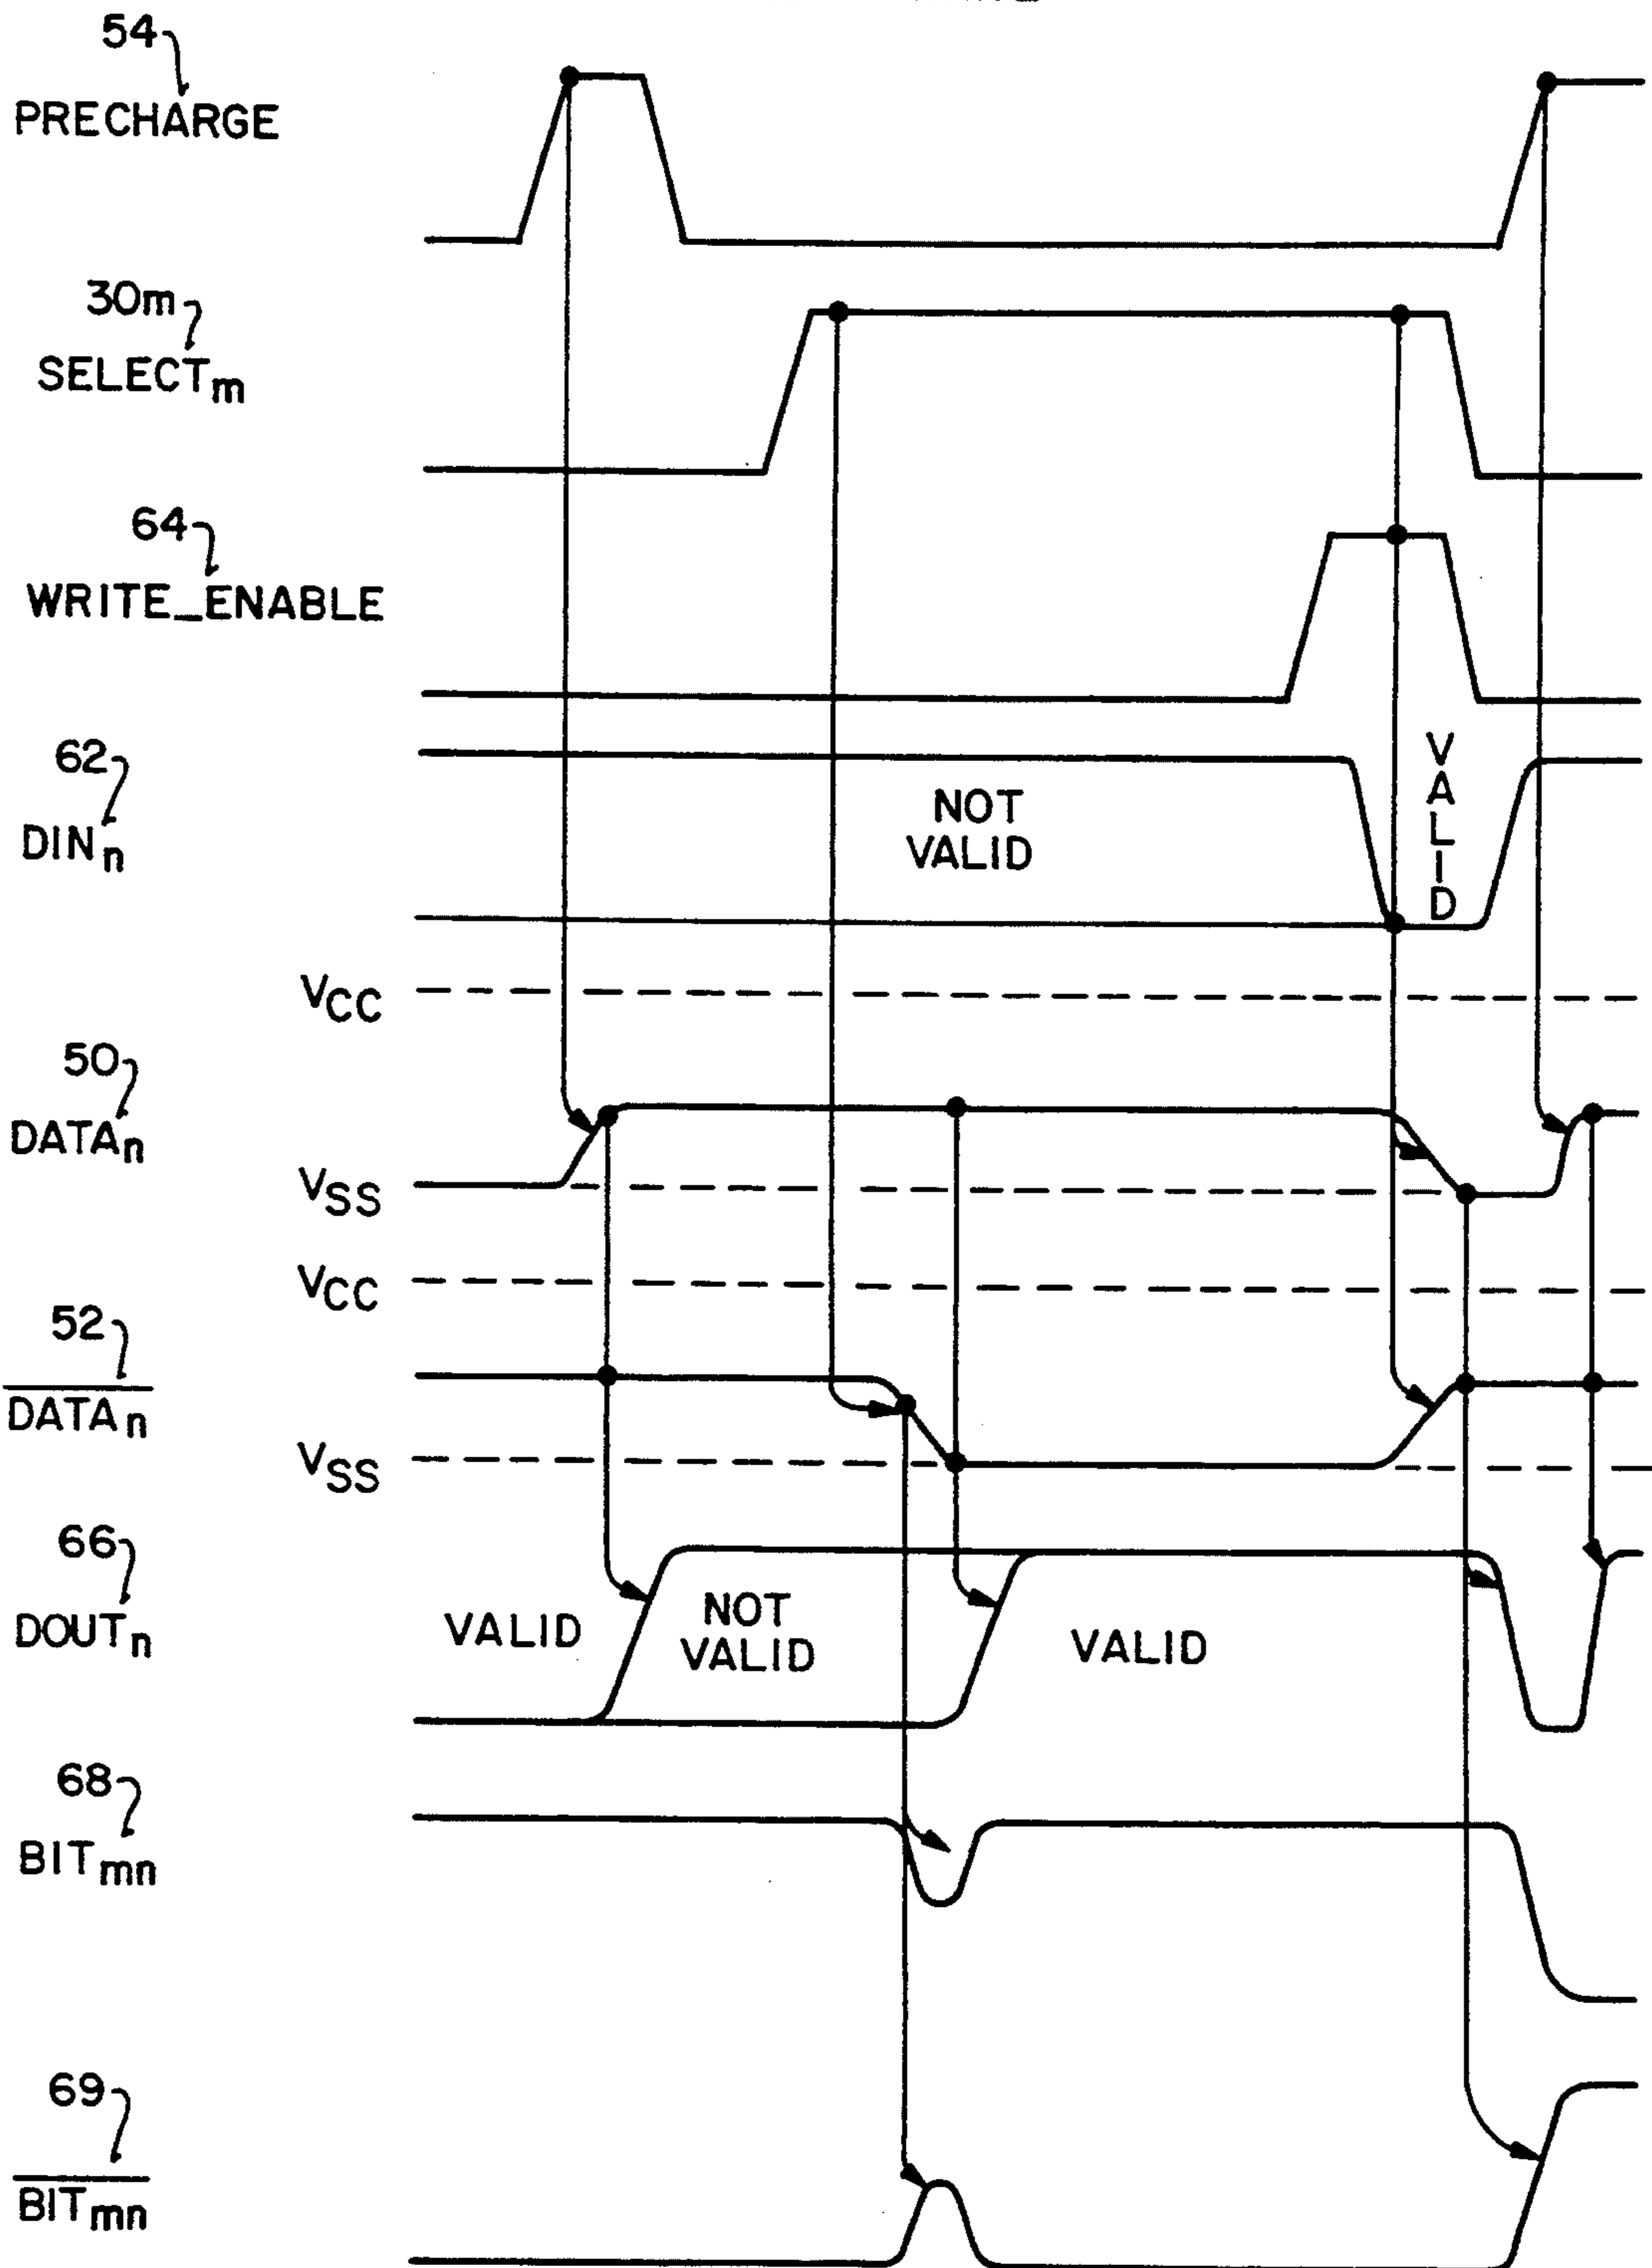 54
PRECHARGE
30m
SELECTm
64
WRITE_ENABLE
62
DINn
NOT
VALID
VALID
VCC
50
DATAn
VSS
VCC
52
DATAn
VSS
66
DOUTn
VALID
NOT
VALID
VALID
68
BITmn
69
BITmn